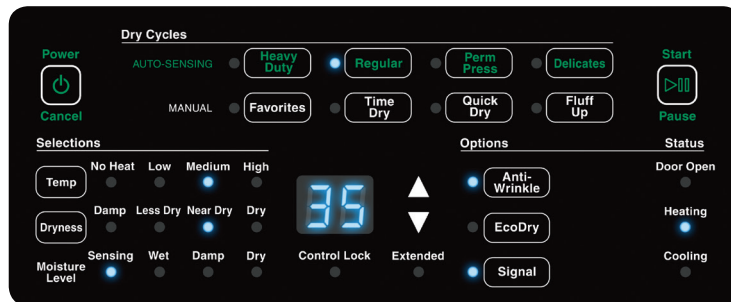 Dry Cycles
Power
Cancel
AUTO-SENSING
Heavy
Duty
Regular
Perm
Press
Delicates
Start
Pause
MANUAL
Favorites
Time
Dry
Quick
Dry
Fluff
Up
Selections
Temp
No Heat Low Medium High
Dryness
Damp Less Dry Near Dry Dry
Moisture
Level
Sensing Wet Damp Dry
35
Control Lock
Extended
Options
Anti-
Wrinkle
EcoDry
Signal
Status
Door Open
Heating
Cooling